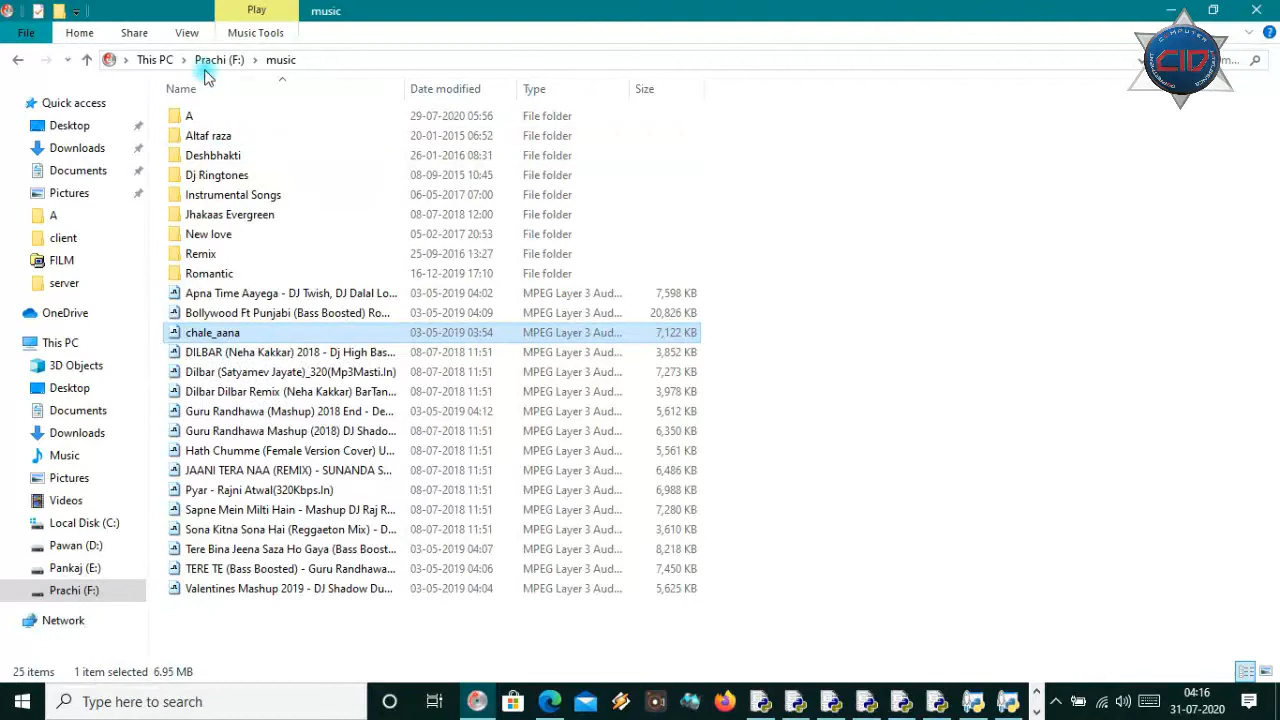 Play
music
File
Home
Share
View
Music Tools
This PC
Prachi (F:)
music
m...
COMPUTER
CID
Name
Date modified
Type
Size
Quick access
Desktop
Downloads
Documents
Pictures
A
client
FILM
server
OneDrive
This PC
3D Objects
Desktop
Documents
Downloads
Music
Pictures
Videos
Local Disk (C:)
Pawan (D:)
Pankaj (E:)
Prachi (F:)
Network
A 29-07-2020 05:56 File folder
Altaf raza 20-01-2015 06:52 File folder
Deshbhakti 26-01-2016 08:31 File folder
Dj Ringtones 08-09-2015 10:45 File folder
Instrumental Songs 06-05-2017 07:00 File folder
Jhakaas Evergreen 08-07-2018 12:00 File folder
New love 05-02-2017 20:53 File folder
Remix 25-09-2016 13:27 File folder
Romantic 16-12-2019 17:10 File folder
Apna Time Aayega - DJ Twish, DJ Dalal Lo... 03-05-2019 04:02 MPEG Layer 3 Aud... 7,598 KB
Bollywood Ft Punjabi (Bass Boosted) Ro... 03-05-2019 04:09 MPEG Layer 3 Aud... 20,826 KB
chale_aana 03-05-2019 03:54 MPEG Layer 3 Aud... 7,122 KB
DILBAR (Neha Kakkar) 2018 - Dj High Bas... 08-07-2018 11:51 MPEG Layer 3 Aud... 3,852 KB
Dilbar (Satyamev Jayate)_320(Mp3Masti.In) 08-07-2018 11:51 MPEG Layer 3 Aud... 7,273 KB
Dilbar Dilbar Remix (Neha Kakkar) BarTan... 08-07-2018 11:51 MPEG Layer 3 Aud... 3,978 KB
Guru Randhawa (Mashup) 2018 End - De... 03-05-2019 04:12 MPEG Layer 3 Aud... 5,612 KB
Guru Randhawa Mashup (2018) DJ Shado... 08-07-2018 11:51 MPEG Layer 3 Aud... 6,350 KB
Hath Chumme (Female Version Cover) U... 08-07-2018 11:51 MPEG Layer 3 Aud... 5,561 KB
JAANI TERA NAA (REMIX) - SUNANDA S... 08-07-2018 11:51 MPEG Layer 3 Aud... 6,486 KB
Pyar - Rajni Atwal(320Kbps.In) 08-07-2018 11:51 MPEG Layer 3 Aud... 6,988 KB
Sapne Mein Milti Hain - Mashup DJ Raj R... 08-07-2018 11:51 MPEG Layer 3 Aud... 7,280 KB
Sona Kitna Sona Hai (Reggaeton Mix) - D... 08-07-2018 11:51 MPEG Layer 3 Aud... 3,610 KB
Tere Bina Jeena Saza Ho Gaya (Bass Boost... 03-05-2019 04:07 MPEG Layer 3 Aud... 8,218 KB
TERE TE (Bass Boosted) - Guru Randhawa... 03-05-2019 04:06 MPEG Layer 3 Aud... 7,450 KB
Valentines Mashup 2019 - DJ Shadow Du... 03-05-2019 04:04 MPEG Layer 3 Aud... 5,625 KB
25 items
1 item selected 6.95 MB
Type here to search
04:16
31-07-2020